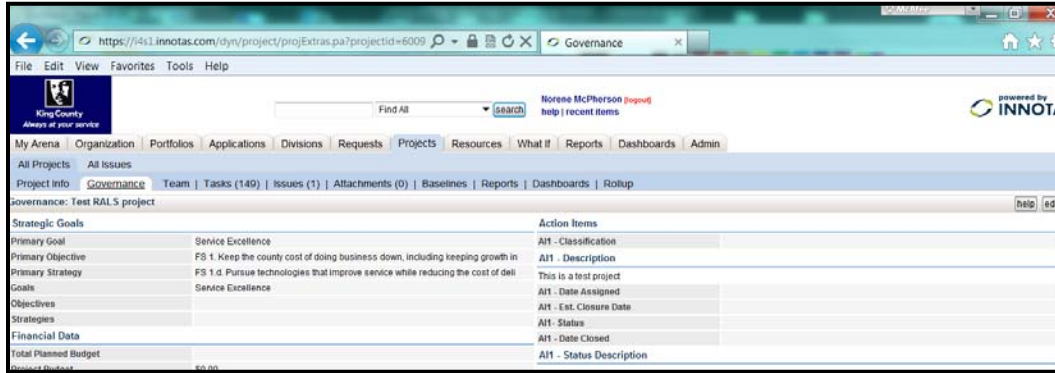 McAfee
https://i4s1.innotas.com/dyn/project/projExtras.pa?projectid=6009
Governance
File Edit View Favorites Tools Help
King County
Always at your service
Find All
search
Norene McPherson [logout]
help | recent items
powered by
INNOTA
My Arena Organization Portfolios Applications Divisions Requests Projects Resources What If Reports Dashboards Admin
All Projects All Issues
Project Info Governance Team | Tasks (149) | Issues (1) | Attachments (0) | Baselines | Reports | Dashboards | Rollup
Governance: Test RALS project
help ed
Strategic Goals
Primary Goal Service Excellence
Primary Objective FS 1. Keep the county cost of doing business down, including keeping growth in
Primary Strategy FS 1.d. Pursue technologies that improve service while reducing the cost of deli
Goals Service Excellence
Objectives
Strategies
Financial Data
Total Planned Budget
Project Budget $0.00
Action Items
AI1 - Classification
AI1 - Description
This is a test project
AI1 - Date Assigned
AI1 - Est. Closure Date
AI1- Status
AI1 - Date Closed
AI1 - Status Description